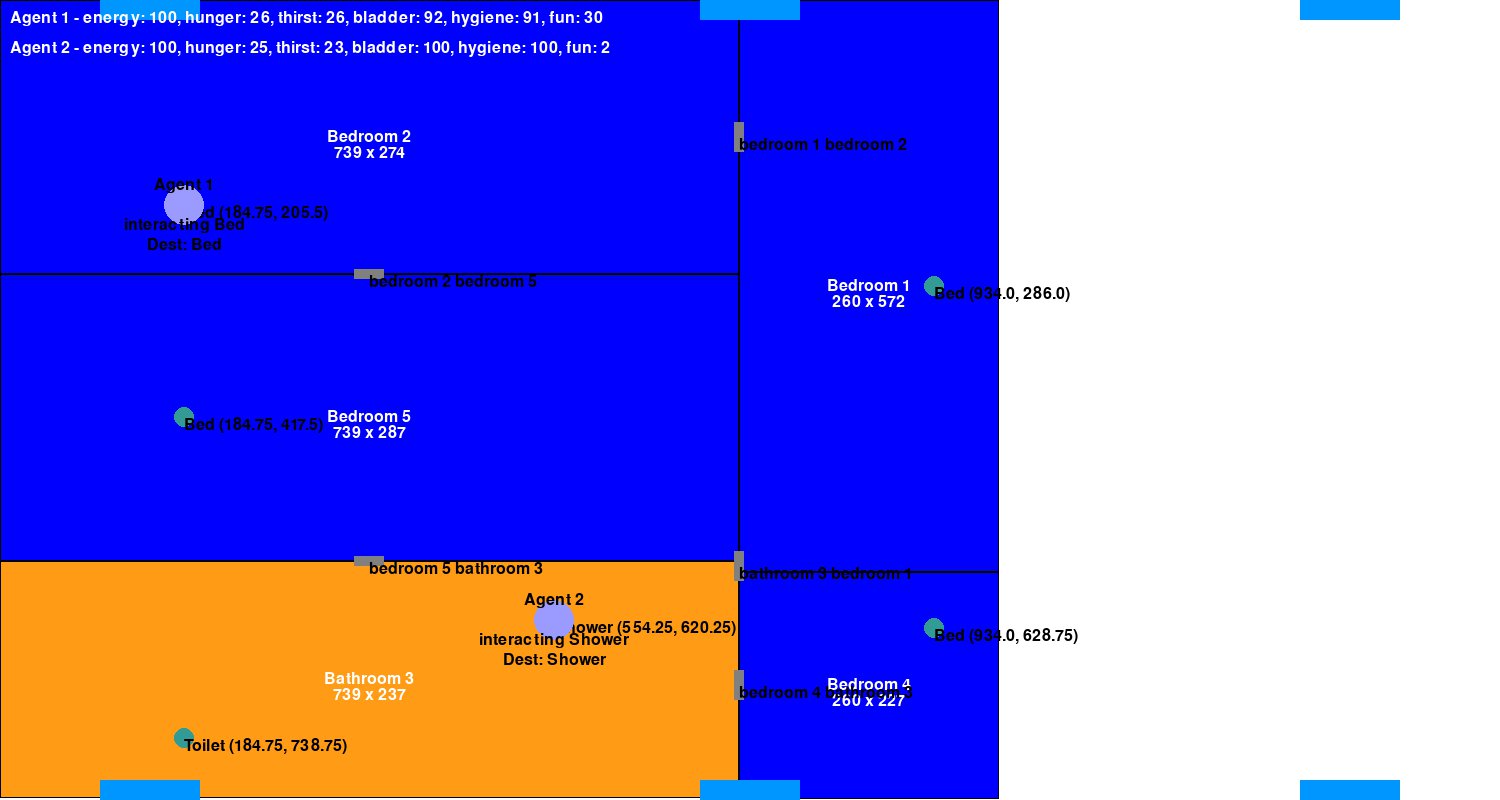 Agent 1 - energy: 100, hunger: 26, thirst: 26, bladder: 92, hygiene: 91, fun: 30
Agent 2 - energy: 100, hunger: 25, thirst: 23, bladder: 100, hygiene: 100, fun: 2
Bedroom 2
739 x 274
bedroom 1 bedroom 2
Agent 1
(184.75, 205.5)
interacting Bed
Dest: Bed
bedroom 2 bedroom 5
Bedroom 1
260 x 572
Bed (934.0, 286.0)
Bedroom 5
739 x 287
Bed (184.75, 417.5)
bedroom 5 bathroom 3
bathroom 3 bedroom 1
Agent 2
(554.25, 620.25)
interacting Shower
Dest: Shower
Bed (934.0, 628.75)
Bathroom 3
739 x 237
Bedroom 4
260 x 227
bedroom 4 bathroom 3
Toilet (184.75, 738.75)